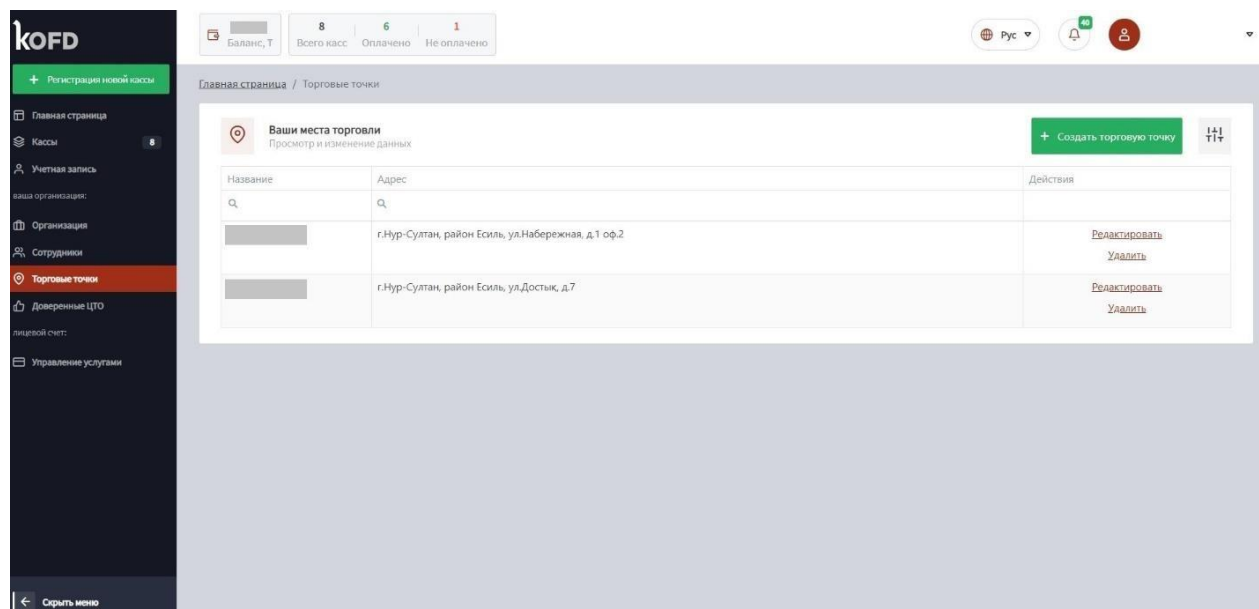 kOFD
Баланс, Т
8 6 1
Всего касс Оплачено Не оплачено
Рус
40
+ Регистрация новой кассы
Главная страница / Торговые точки
Главная страница
Кассы 8
Учетная запись
ваша организация:
Организация
Сотрудники
Торговые точки
Доверенные ЦТО
лицевой счет:
Управление услугами
Скрыть меню
Ваши места торговли
Просмотр и изменение данных
+ Создать торговую точку
Название Адрес Действия
г.Нур-Султан, район Есиль, ул.Набережная, д.1 оф.2 Редактировать
Удалить
г.Нур-Султан, район Есиль, ул.Достык, д.7 Редактировать
Удалить